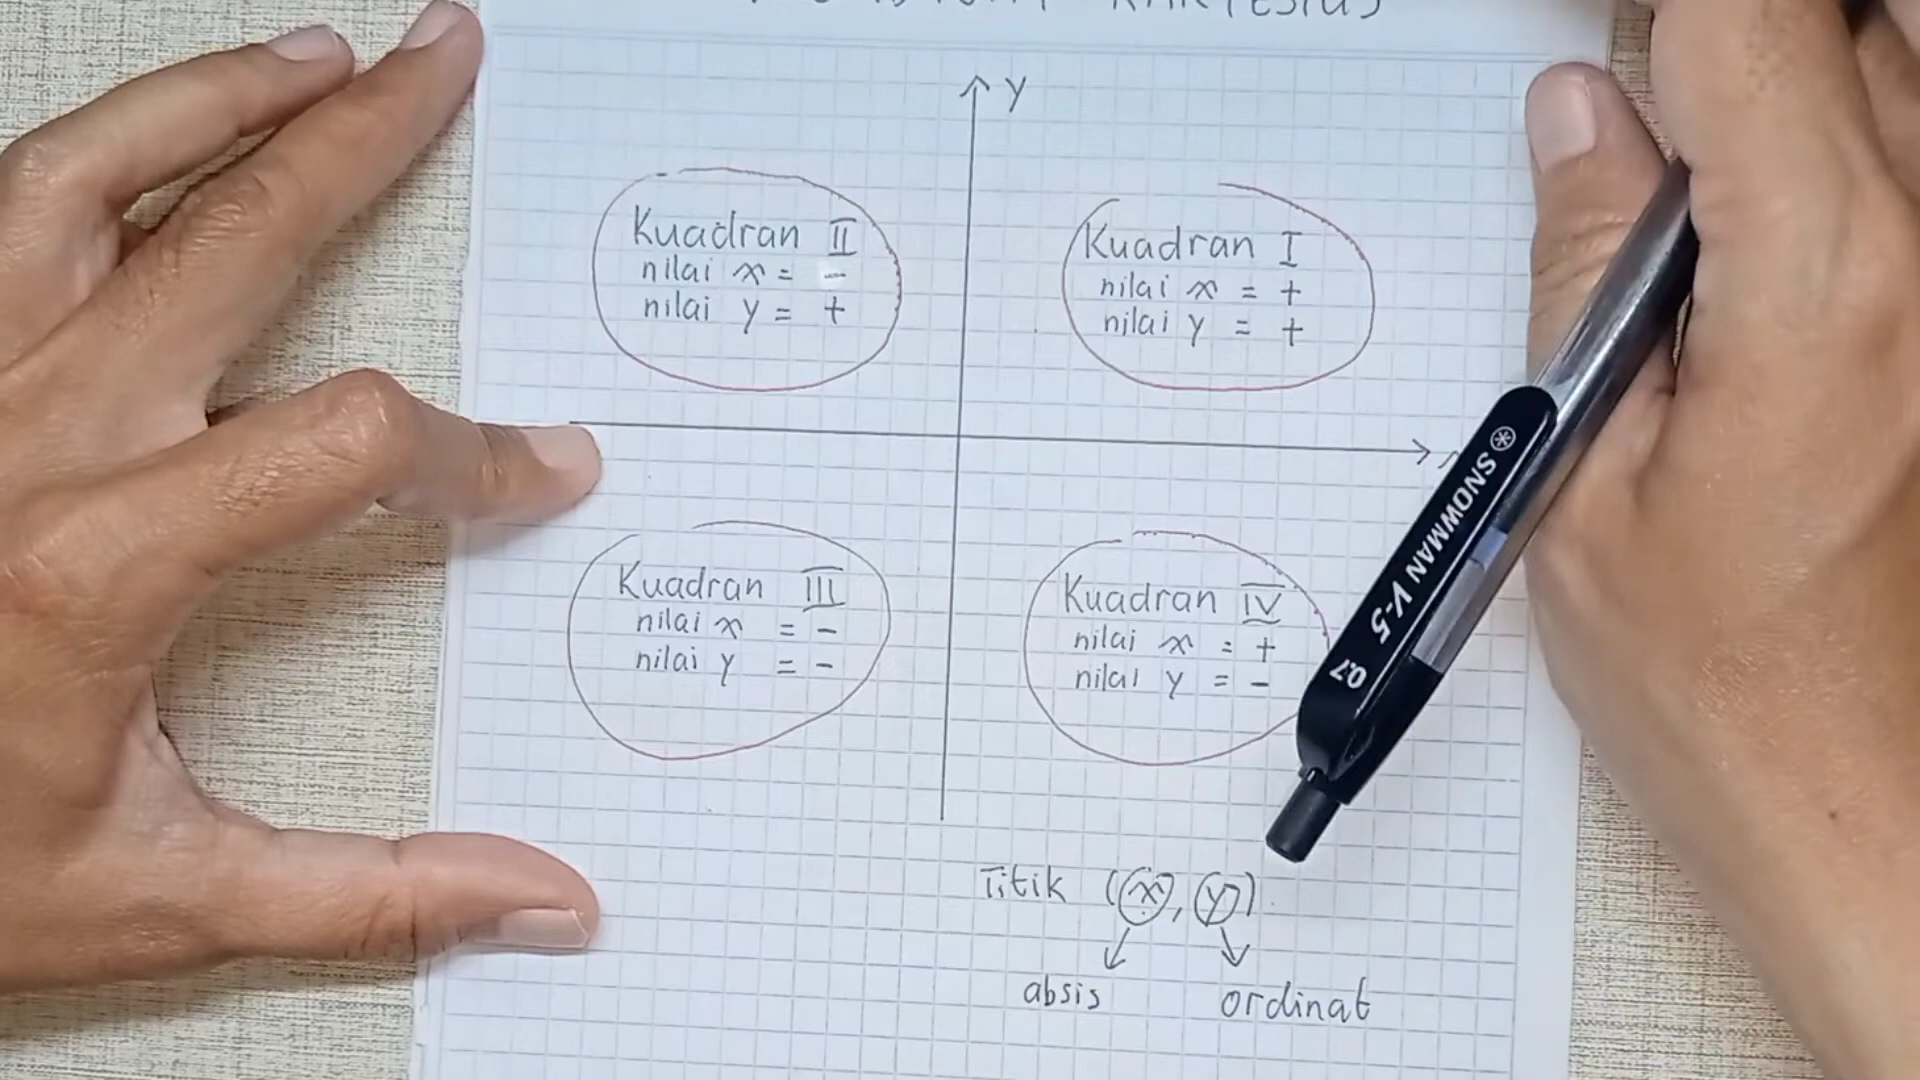 y
Kuadran II
nilai x = -
nilai y = +
Kuadran I
nilai x = +
nilai y = +
Kuadran III
nilai x = -
nilai y = -
Kuadran IV
nilai x = +
nilai y = -
Titik (x, y)
absis
ordinat
SNOWMAN V-5
0.7